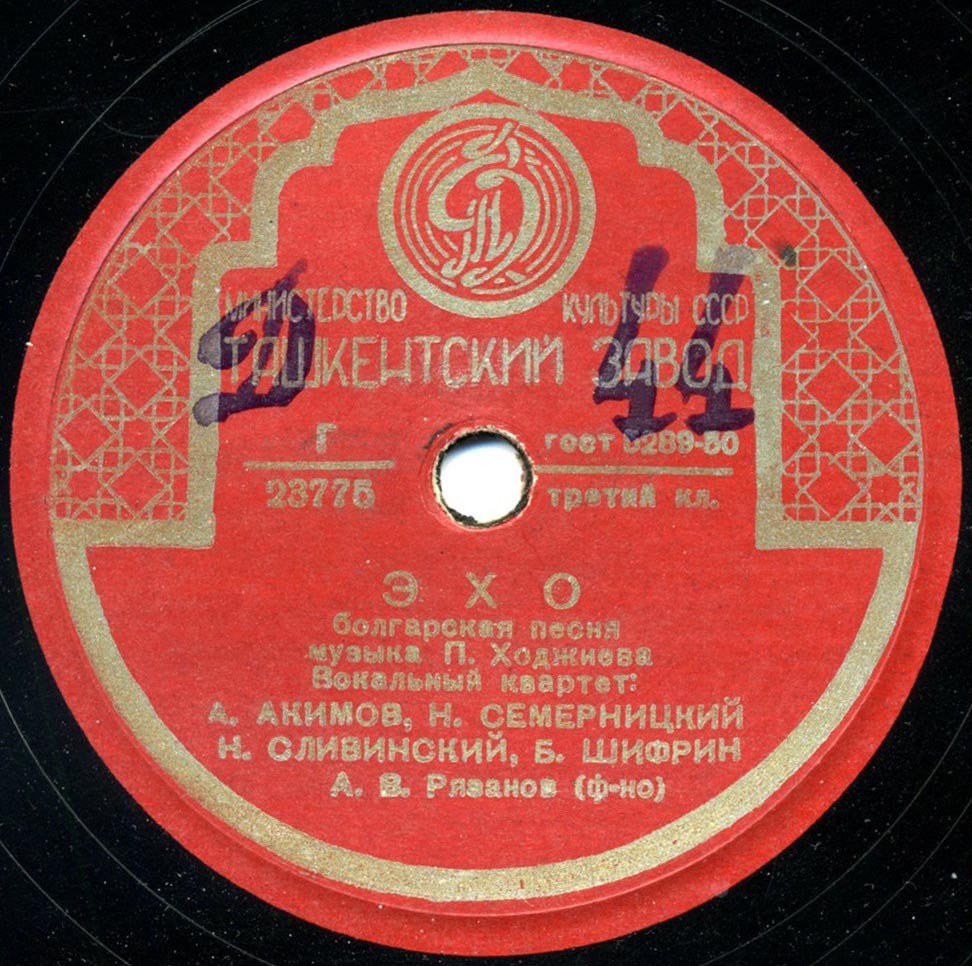 МИНИСТЕРСТВО КУЛЬТУРЫ СССР
ТАШКЕНТСКИЙ ЗАВОД
44
Г ГОСТ 5289-50
23775 третий кл.
ЭХО
болгарская песня
музыка П. Ходжиева
Вокальный квартет:
А. АКИМОВ, Н. СЕМЕРНИЦКИЙ
Н. СЛИВИНСКИЙ, Б. ШИФРИН
А. В. Рязанов (ф-но)